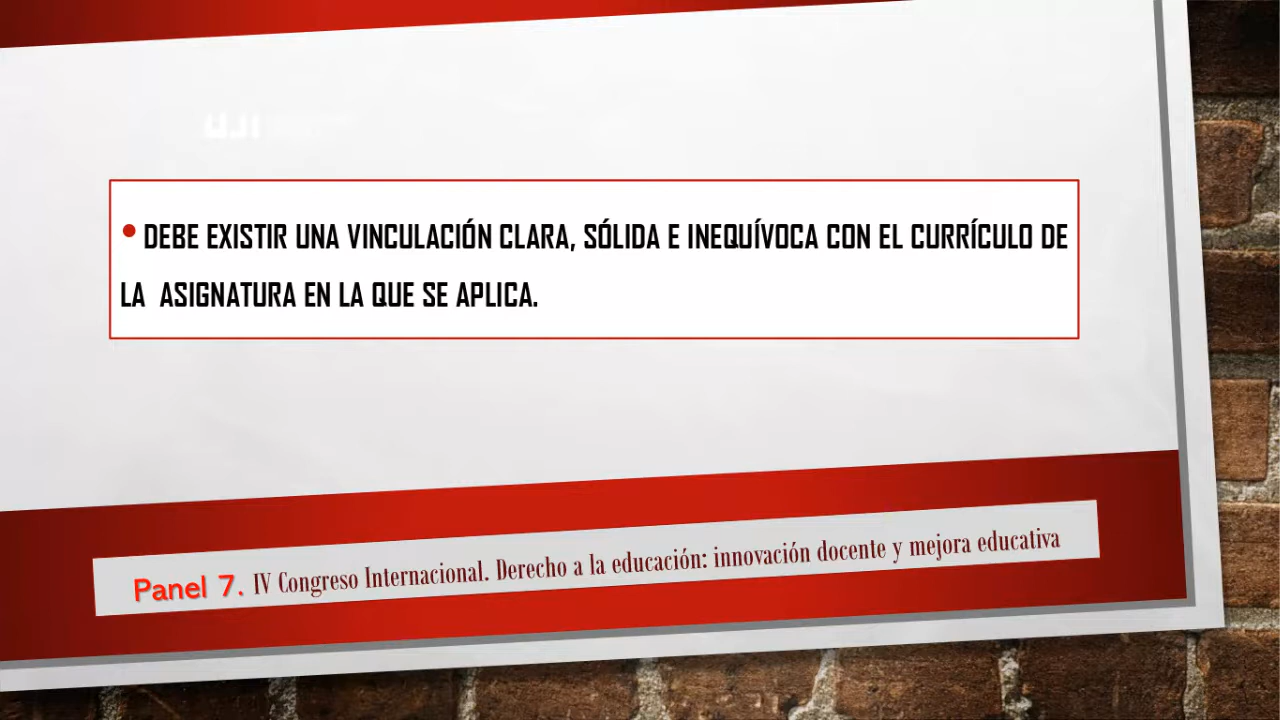 • DEBE EXISTIR UNA VINCULACIÓN CLARA, SÓLIDA E INEQUÍVOCA CON EL CURRÍCULO DE
LA ASIGNATURA EN LA QUE SE APLICA.
Panel 7. IV Congreso Internacional. Derecho a la educación: innovación docente y mejora educativa